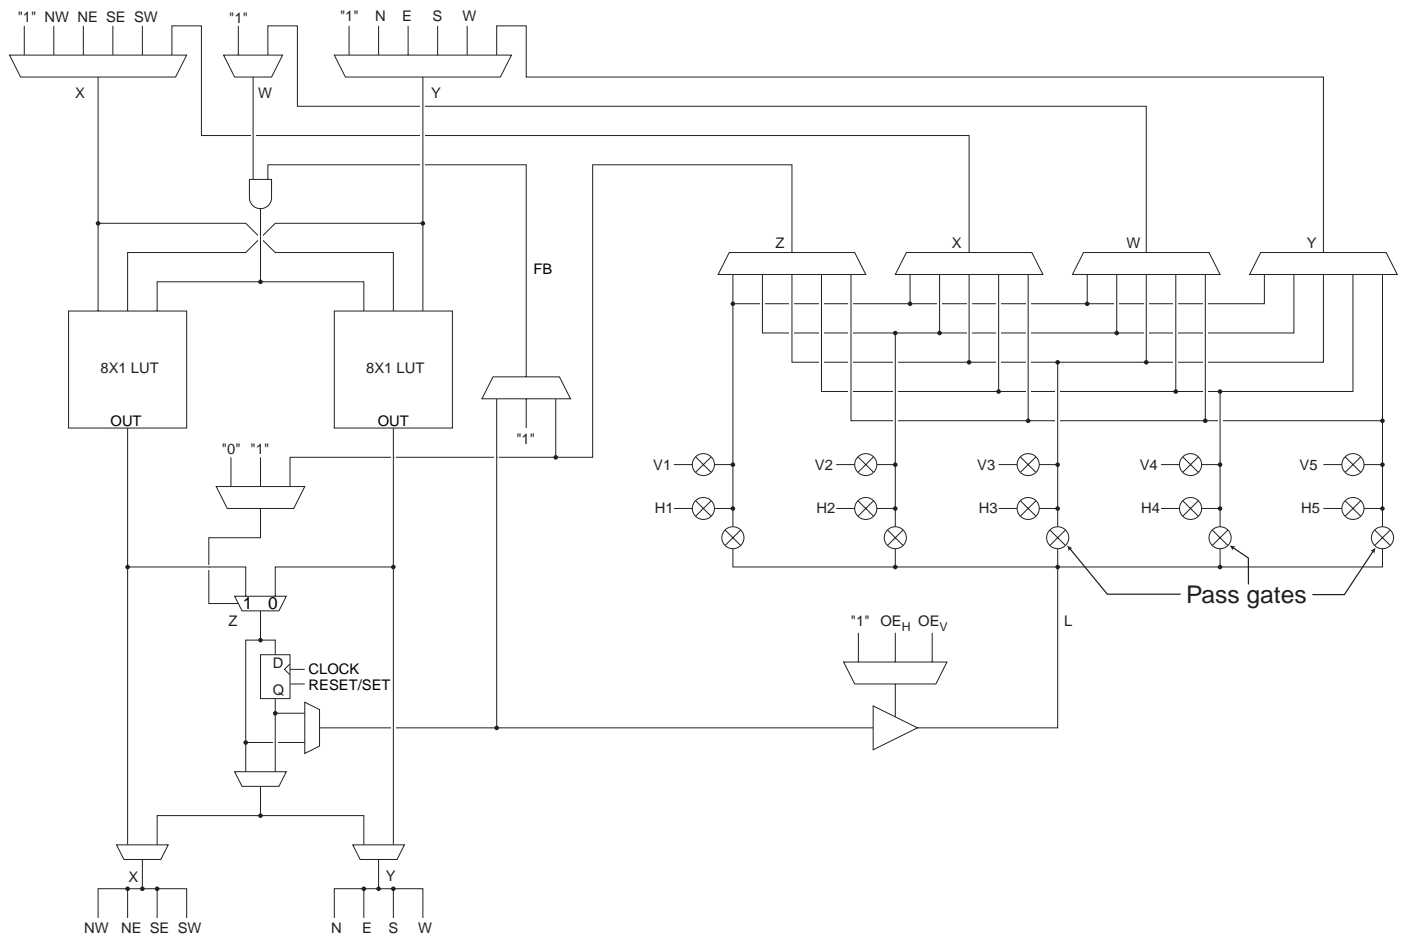 "1" NW NE SE SW "1" "1" N E S W
X W Y
Z X W Y
FB
8X1 LUT 8X1 LUT
OUT OUT
"1"
"0" "1"
V1 V2 V3 V4 V5
H1 H2 H3 H4 H5
Pass gates
1 0
Z "1" OEH OEV L
D CLOCK
Q RESET/SET
X Y
NW NE SE SW N E S W